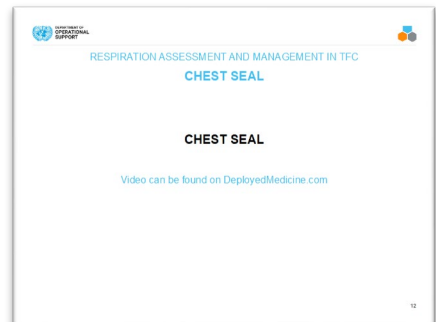 DEPARTMENT OF
OPERATIONAL
SUPPORT
RESPIRATION ASSESSMENT AND MANAGEMENT IN TFC
CHEST SEAL
CHEST SEAL
Video can be found on DeployedMedicine.com
12